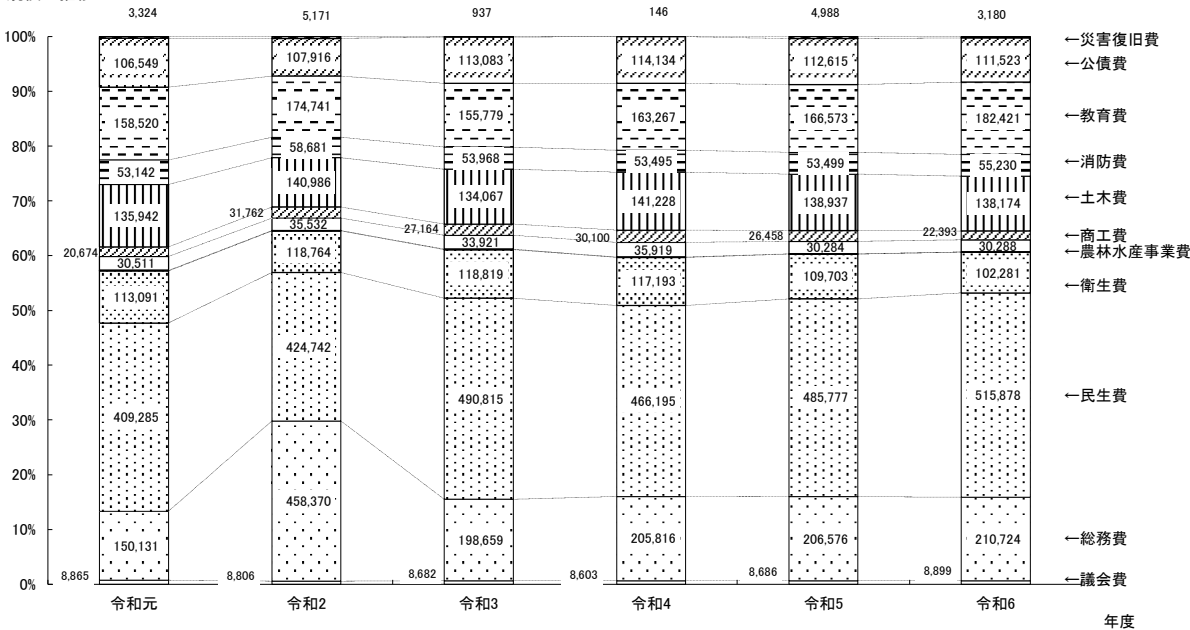 3,324 5,171 937 146 4,988 3,180
100% ←災害復旧費
106,549 107,916 113,083 114,134 112,615 111,523 ←公債費
90%
158,520 174,741 155,779 163,267 166,573 182,421 ←教育費
80%
53,142 58,681 53,968 53,495 53,499 55,230 ←消防費
70%
135,942 140,986 134,067 141,228 138,937 138,174 ←土木費
20,674 31,762 27,164 30,100 26,458 22,393 ←商工費
60%
30,511 35,532 33,921 35,919 30,284 30,288 ←農林水産事業費
113,091 118,764 118,819 117,193 109,703 102,281 ←衛生費
50%
40%
409,285 424,742 490,815 466,195 485,777 515,878 ←民生費
30%
20%
10%
150,131 458,370 198,659 205,816 206,576 210,724 ←総務費
8,865 8,806 8,682 8,603 8,686 8,899 ←議会費
0%
令和元 令和2 令和3 令和4 令和5 令和6
年度